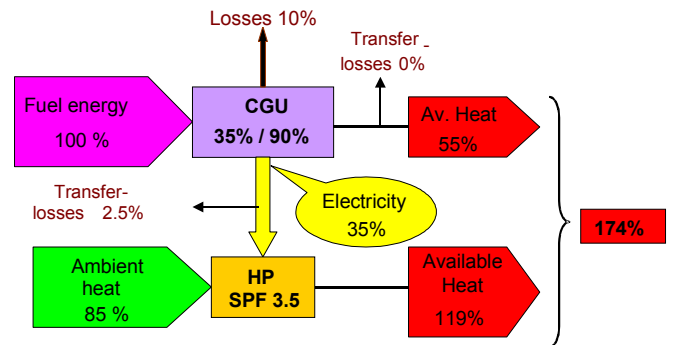 Losses 10%
Transfer -
losses 0%
Fuel energy
100 %
CGU
35% / 90%
Av. Heat
55%
Transfer-
losses 2.5%
Electricity
35%
174%
Ambient
heat
85 %
HP
SPF 3.5
Available
Heat
119%